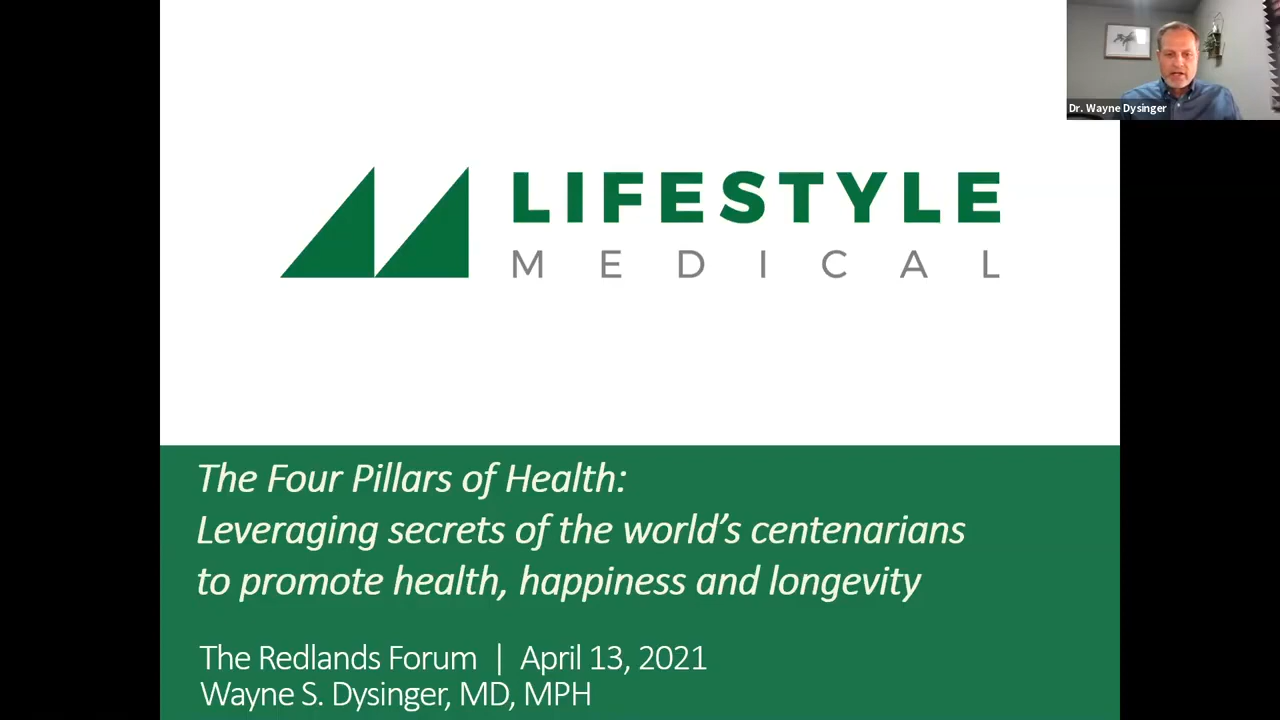 Dr. Wayne Dysinger
LIFESTYLE
MEDICAL
The Four Pillars of Health:
Leveraging secrets of the world's centenarians
to promote health, happiness and longevity
The Redlands Forum | April 13, 2021
Wayne S. Dysinger, MD, MPH